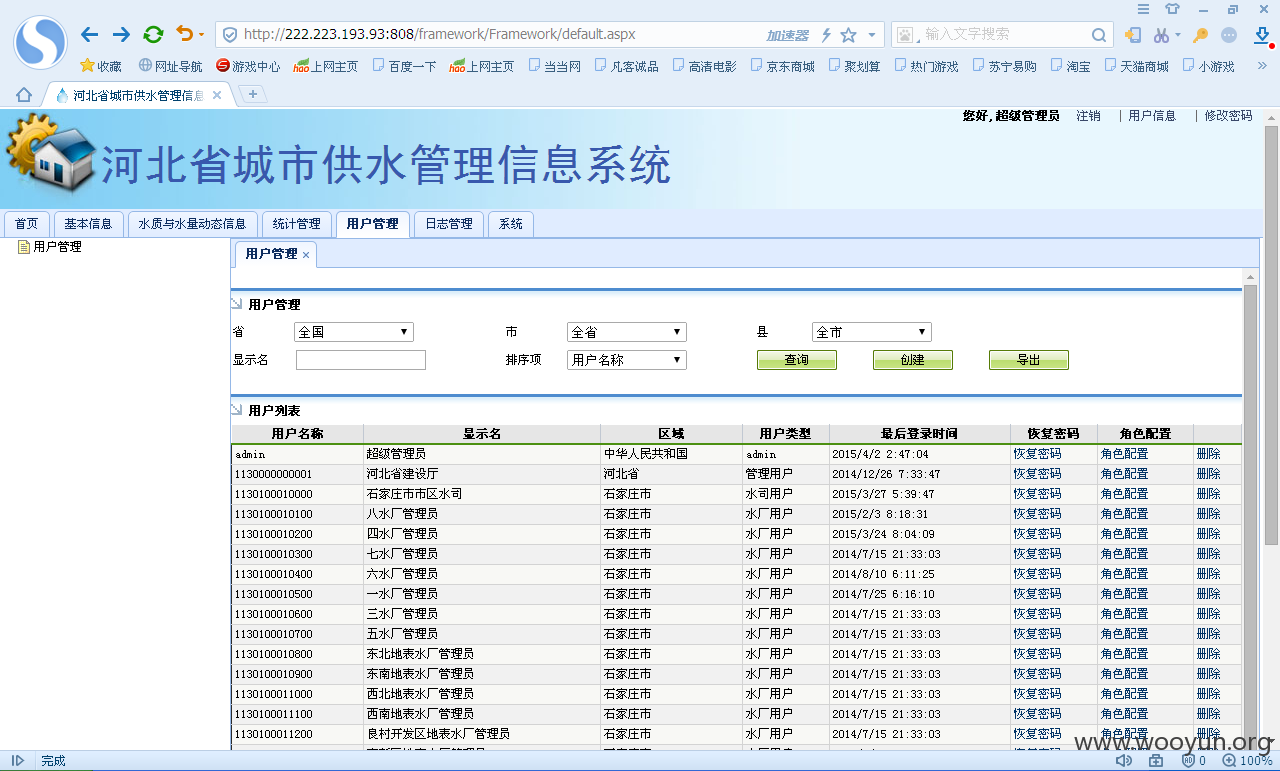 http://222.223.193.93:808/framework/Framework/default.aspx
加速器
输入文字搜索
收藏 网址导航 游戏中心 hao上网主页 百度一下 hao上网主页 当当网 凡客诚品 高清电影 京东商城 聚划算 热门游戏 苏宁易购 淘宝 天猫商城 小游戏
河北省城市供水管理信息
您好,超级管理员 注销 | 用户信息 | 修改密码
河北省城市供水管理信息系统
首页 基本信息 水质与水量动态信息 统计管理 用户管理 日志管理 系统
用户管理
用户管理 ×
用户管理
省 全国 市 全省 县 全市
显示名 排序项 用户名称 查询 创建 导出
用户列表
用户名称 显示名 区域 用户类型 最后登录时间 恢复密码 角色配置
admin 超级管理员 中华人民共和国 admin 2015/4/2 2:47:04 恢复密码 角色配置 删除
1130000000001 河北省建设厅 河北省 管理用户 2014/12/26 7:33:47 恢复密码 角色配置 删除
1130100010000 石家庄市市区水司 石家庄市 水司用户 2015/3/27 5:39:47 恢复密码 角色配置 删除
1130100010100 八水厂管理员 石家庄市 水厂用户 2015/2/3 8:18:31 恢复密码 角色配置 删除
1130100010200 四水厂管理员 石家庄市 水厂用户 2015/3/24 8:04:09 恢复密码 角色配置 删除
1130100010300 七水厂管理员 石家庄市 水厂用户 2014/7/15 21:33:03 恢复密码 角色配置 删除
1130100010400 六水厂管理员 石家庄市 水厂用户 2014/8/10 6:11:25 恢复密码 角色配置 删除
1130100010500 一水厂管理员 石家庄市 水厂用户 2014/7/25 6:16:10 恢复密码 角色配置 删除
1130100010600 三水厂管理员 石家庄市 水厂用户 2014/7/15 21:33:03 恢复密码 角色配置 删除
1130100010700 五水厂管理员 石家庄市 水厂用户 2014/7/15 21:33:03 恢复密码 角色配置 删除
1130100010800 东北地表水厂管理员 石家庄市 水厂用户 2014/7/15 21:33:03 恢复密码 角色配置 删除
1130100010900 东南地表水厂管理员 石家庄市 水厂用户 2014/7/15 21:33:03 恢复密码 角色配置 删除
1130100011000 西北地表水厂管理员 石家庄市 水厂用户 2014/7/15 21:33:03 恢复密码 角色配置 删除
1130100011100 西南地表水厂管理员 石家庄市 水厂用户 2014/7/15 21:33:03 恢复密码 角色配置 删除
1130100011200 良村开发区地表水厂管理员 石家庄市 水厂用户 2014/7/15 21:33:03 恢复密码 角色配置 删除
www.wooyun.org
完成 0 100%